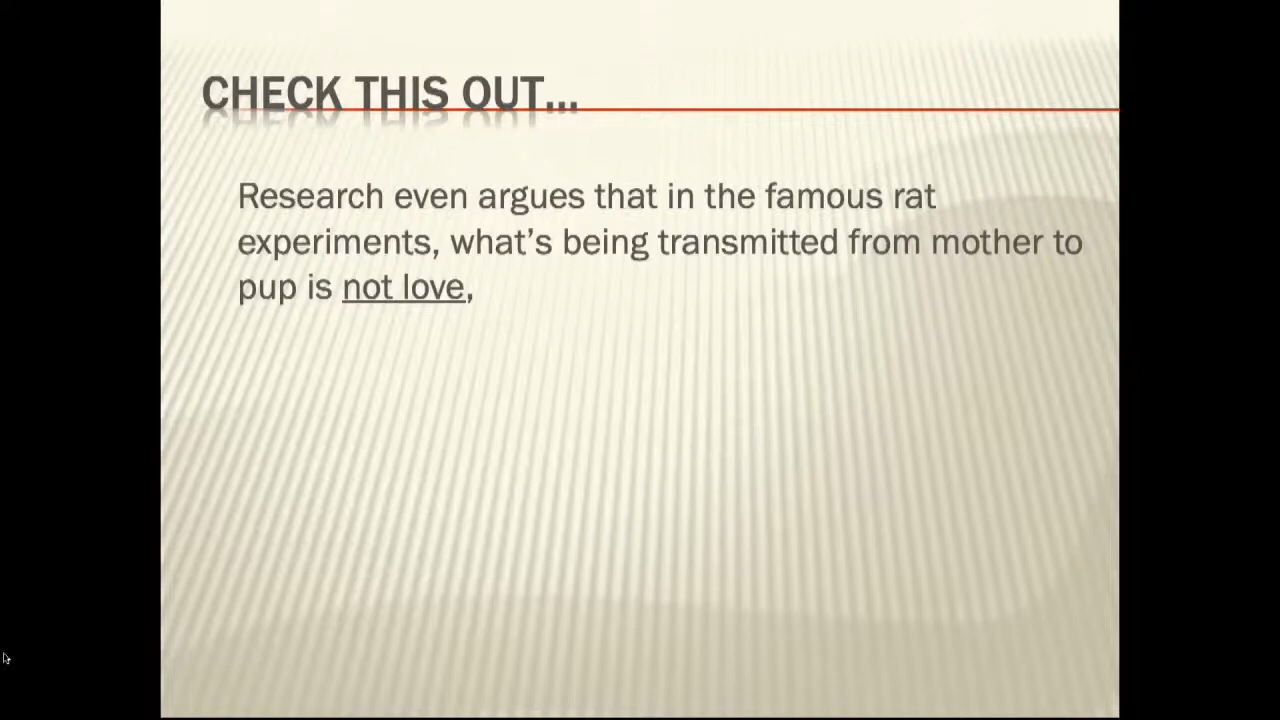 CHECK THIS OUT...
Research even argues that in the famous rat
experiments, what's being transmitted from mother to
pup is not love,